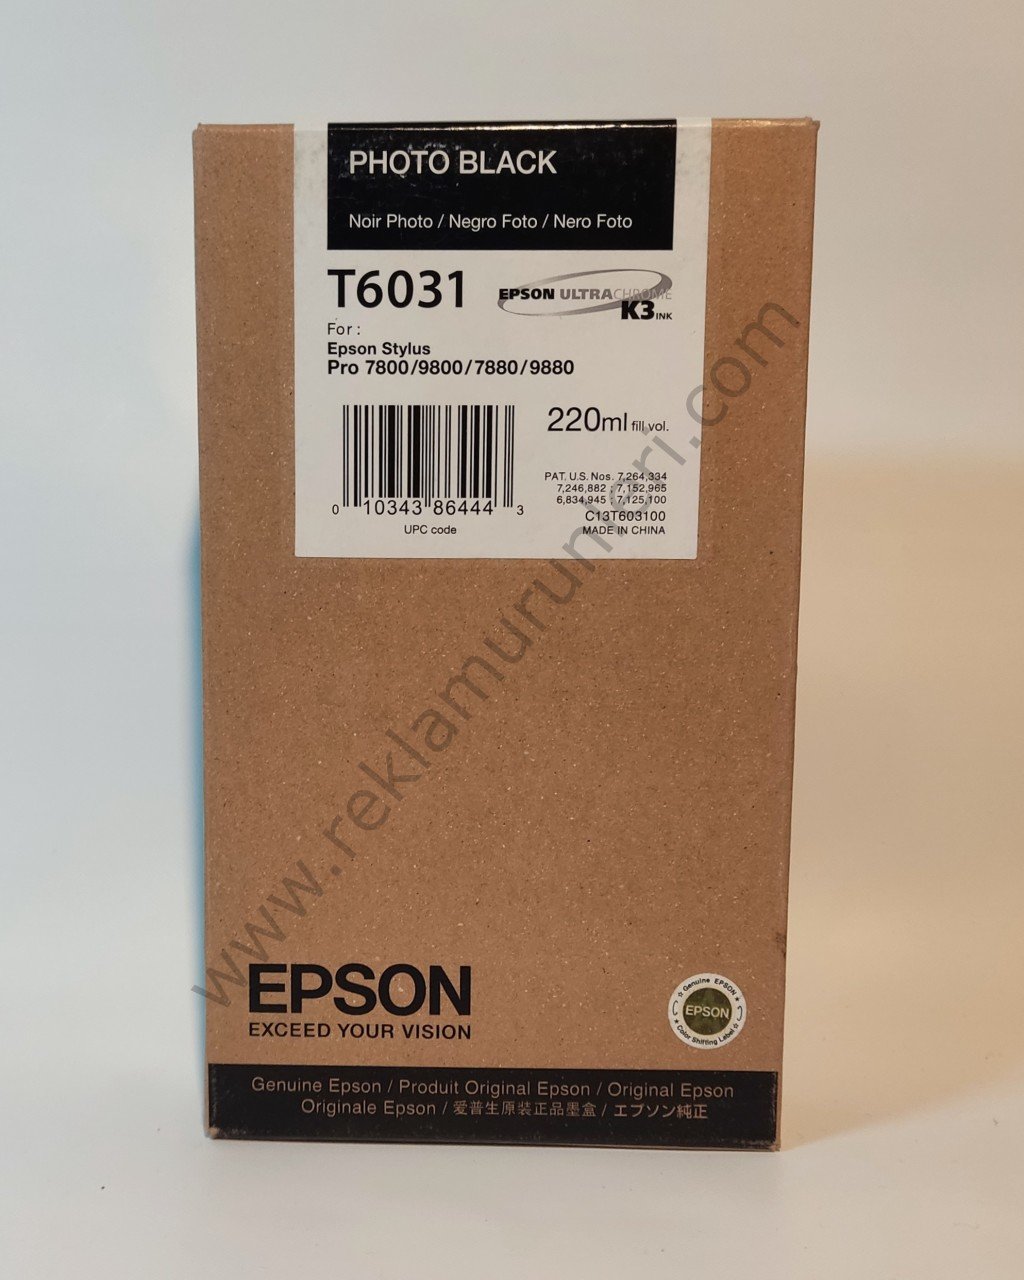 PHOTO BLACK
Noir Photo / Negro Foto / Nero Foto
T6031
EPSON ULTRACHROME
K3 INK
For :
Epson Stylus
Pro 7800/9800/7880/9880
220ml fill vol.
PAT. U.S. Nos. 7,264,334
7,246,882 ; 7,152,965
6,834,945 ; 7,125,100
C13T603100
MADE IN CHINA
0 10343 86444 3
UPC code
www.reklamurunleri.com
EPSON
EXCEED YOUR VISION
☆ Genuine EPSON ★
EPSON
★ Color Shifting Label ☆
Genuine Epson / Produit Original Epson / Original Epson
Originale Epson / 爱普生原装正品墨盒 / エプソン純正